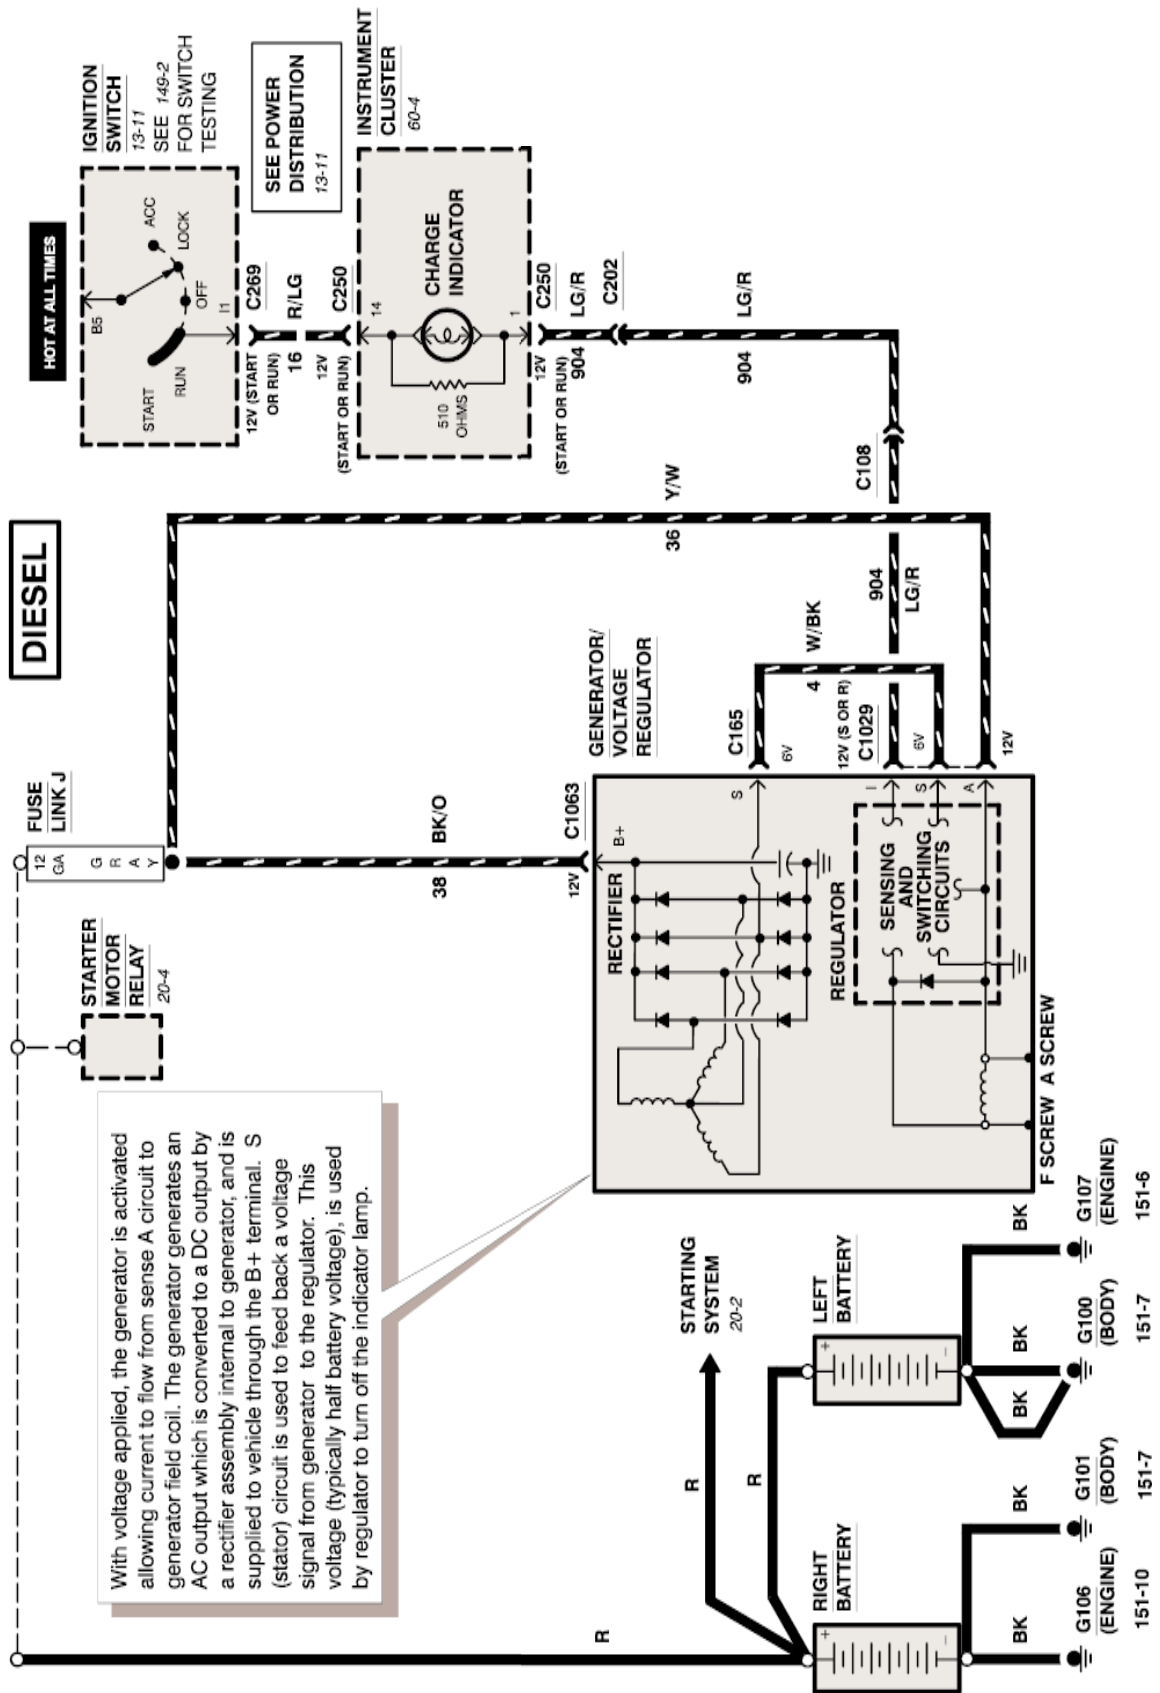 DIESEL
HOT AT ALL TIMES
IGNITION
SWITCH
13-11
SEE 149-2
FOR SWITCH
TESTING
B5
ACC
LOCK
OFF
RUN
START
I1
C269
12V (START
OR RUN)
16
R/LG
SEE POWER
DISTRIBUTION
13-11
12V
(START OR RUN)
C250
INSTRUMENT
CLUSTER
60-4
14
CHARGE
INDICATOR
510
OHMS
1
12V
(START OR RUN)
C250
904
LG/R
C202
904
LG/R
C108
904
LG/R
36
Y/W
FUSE
LINK J
12
GA
G
R
A
Y
STARTER
MOTOR
RELAY
20-4
38
BK/O
12V
C1063
GENERATOR/
VOLTAGE
REGULATOR
B+
RECTIFIER
S
C165
6V
4
W/BK
12V (S OR R)
C1029
6V
12V
I
S
A
REGULATOR
SENSING
AND
SWITCHING
CIRCUITS
F SCREW
A SCREW
With voltage applied, the generator is activated
allowing current to flow from sense A circuit to
generator field coil. The generator generates an
AC output which is converted to a DC output by
a rectifier assembly internal to generator, and is
supplied to vehicle through the B+ terminal. S
(stator) circuit is used to feed back a voltage
signal from generator to the regulator. This
voltage (typically half battery voltage), is used
by regulator to turn off the indicator lamp.
R
STARTING
SYSTEM
20-2
R
R
RIGHT
BATTERY
+
-
LEFT
BATTERY
+
-
BK
BK
BK
BK
BK
G106
(ENGINE)
151-10
G101
(BODY)
151-7
G100
(BODY)
151-7
G107
(ENGINE)
151-6